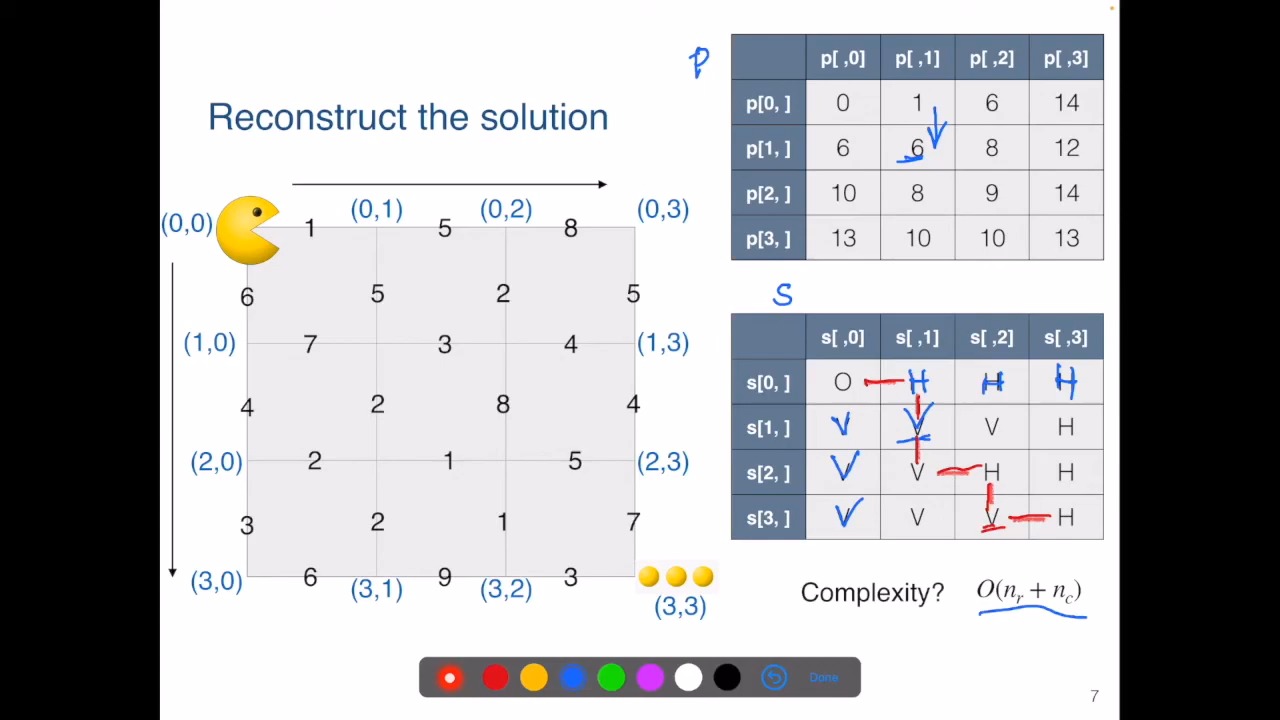 Reconstruct the solution
(0,0) 1 (0,1) 5 (0,2) 8 (0,3)
6 5 2 5
(1,0) 7 3 4 (1,3)
4 2 8 4
(2,0) 2 1 5 (2,3)
3 2 1 7
(3,0) 6 (3,1) 9 (3,2) 3
(3,3)
P
p[ ,0] p[ ,1] p[ ,2] p[ ,3]
p[0, ] 0 1 6 14
p[1, ] 6 6 8 12
p[2, ] 10 8 9 14
p[3, ] 13 10 10 13
S
s[ ,0] s[ ,1] s[ ,2] s[ ,3]
s[0, ] O H H H
s[1, ] V V V H
s[2, ] V V H H
s[3, ] V V V H
Complexity? O(nᵣ + n_c)
Done
7